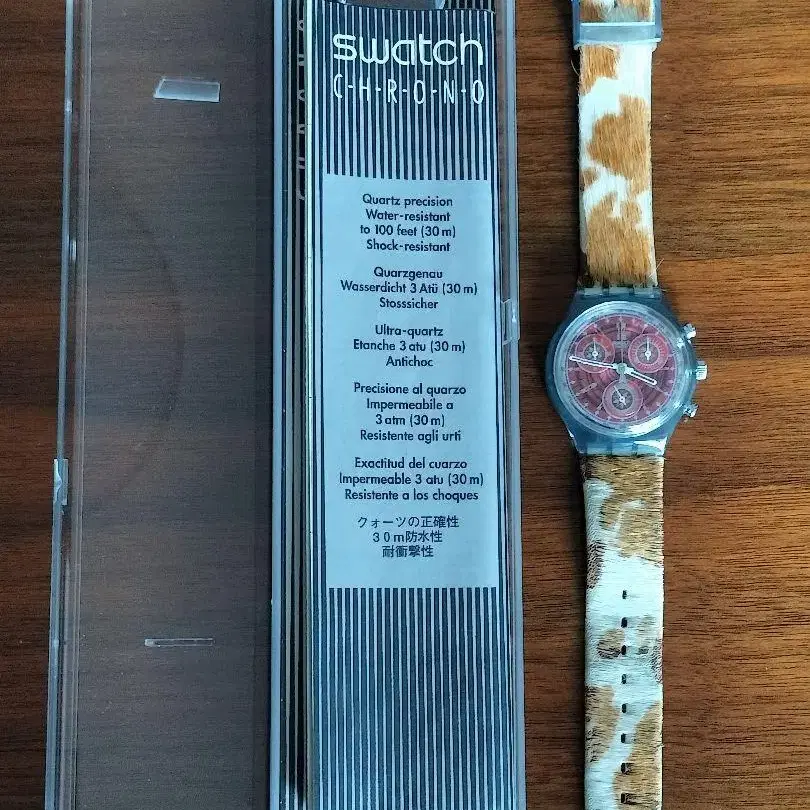 swatch
C-H-R-O-N-O
Quartz precision
Water-resistant
to 100 feet (30 m)
Shock-resistant
Quarzgenau
Wasserdicht 3 Atü (30 m)
Stosssicher
Ultra-quartz
Etanche 3 atu (30 m)
Antichoc
Precisione al quarzo
Impermeabile a
3 atm (30 m)
Resistente agli urti
Exactitud del cuarzo
Impermeable 3 atu (30 m)
Resistente a los choques
クォーツの正確性
30m防水性
耐衝撃性